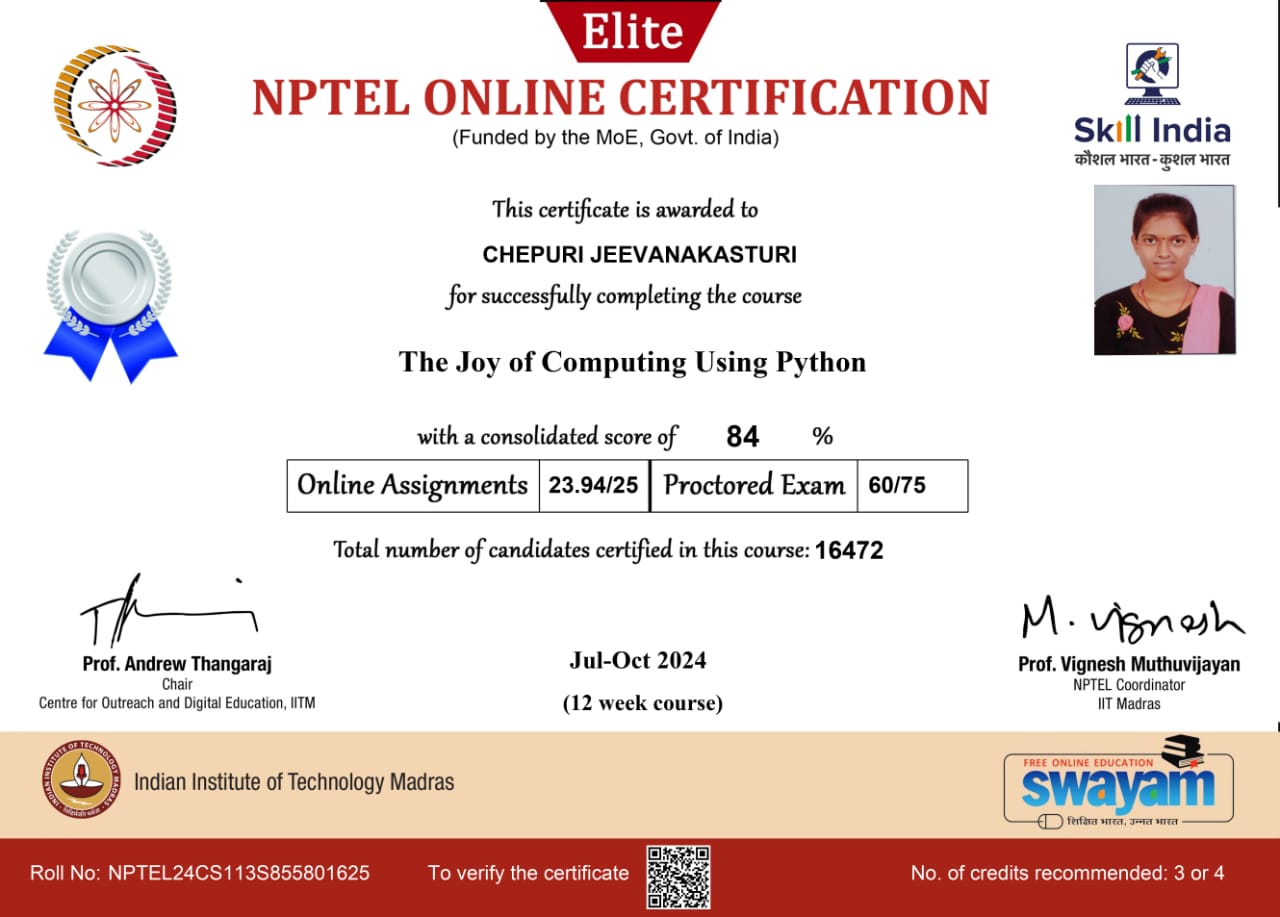 Elite
NPTEL ONLINE CERTIFICATION
(Funded by the MoE, Govt. of India)
Skill India
कौशल भारत - कुशल भारत
This certificate is awarded to
CHEPURI JEEVANAKASTURI
for successfully completing the course
The Joy of Computing Using Python
with a consolidated score of 84 %
Online Assignments 23.94/25 Proctored Exam 60/75
Total number of candidates certified in this course: 16472
M. Vignesh
Prof. Andrew Thangaraj
Chair
Centre for Outreach and Digital Education, IITM
Jul-Oct 2024
(12 week course)
Prof. Vignesh Muthuvijayan
NPTEL Coordinator
IIT Madras
INDIAN INSTITUTE OF TECHNOLOGY MADRAS
Indian Institute of Technology Madras
FREE ONLINE EDUCATION
swayam
शिक्षित भारत, उन्नत भारत
Roll No: NPTEL24CS113S855801625
To verify the certificate
No. of credits recommended: 3 or 4